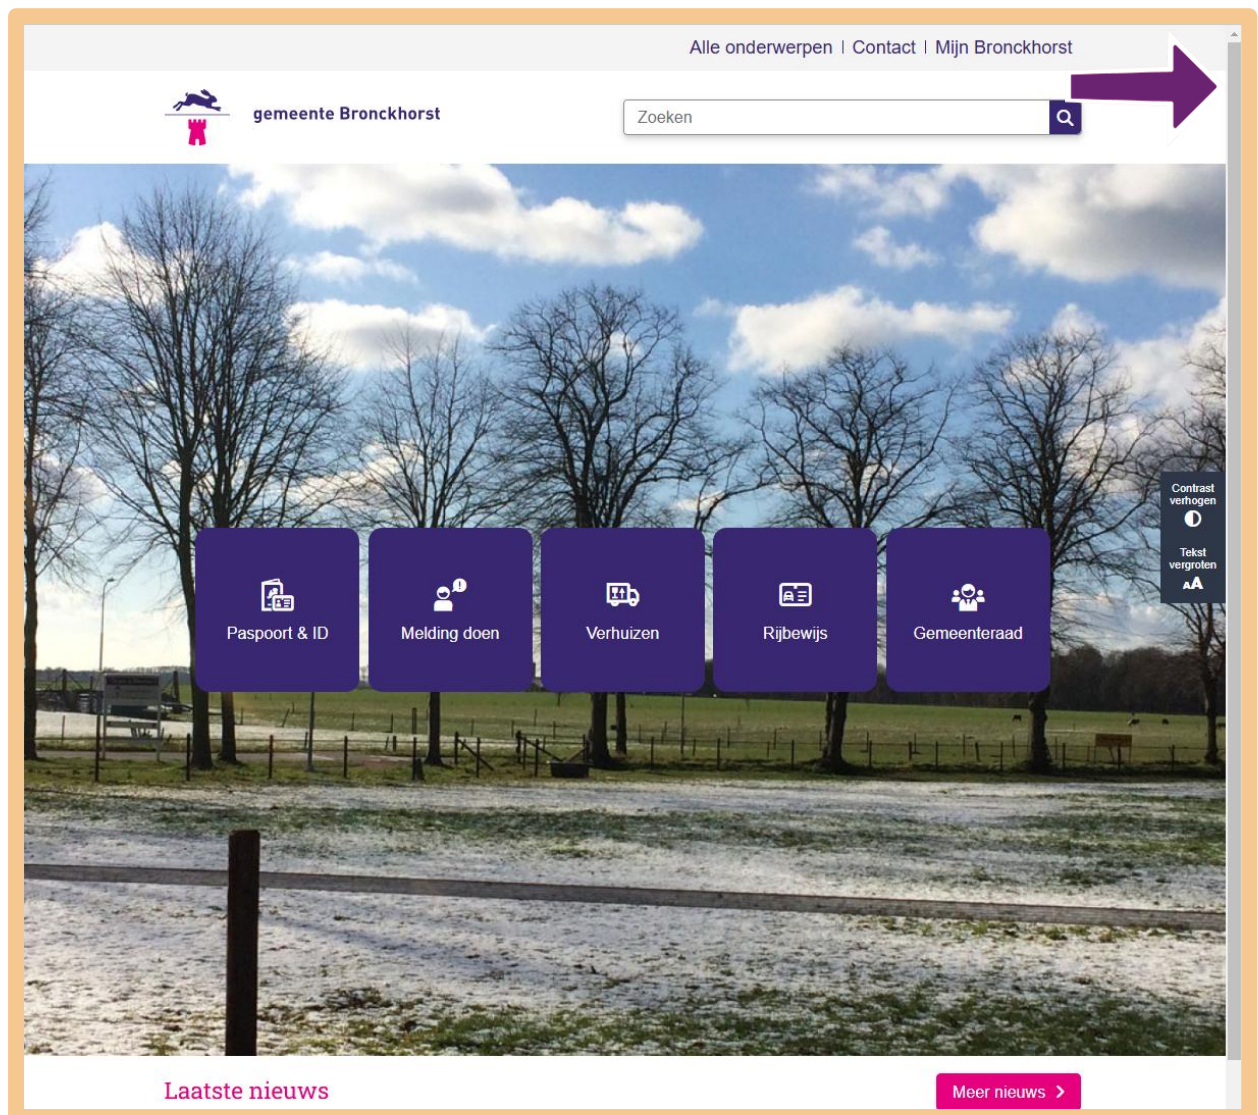 Alle onderwerpen | Contact | Mijn Bronckhorst
gemeente Bronckhorst
Zoeken
Contrast
verhogen
Tekst
vergroten
AA
Paspoort & ID
Melding doen
Verhuizen
Rijbewijs
Gemeenteraad
Laatste nieuws
Meer nieuws